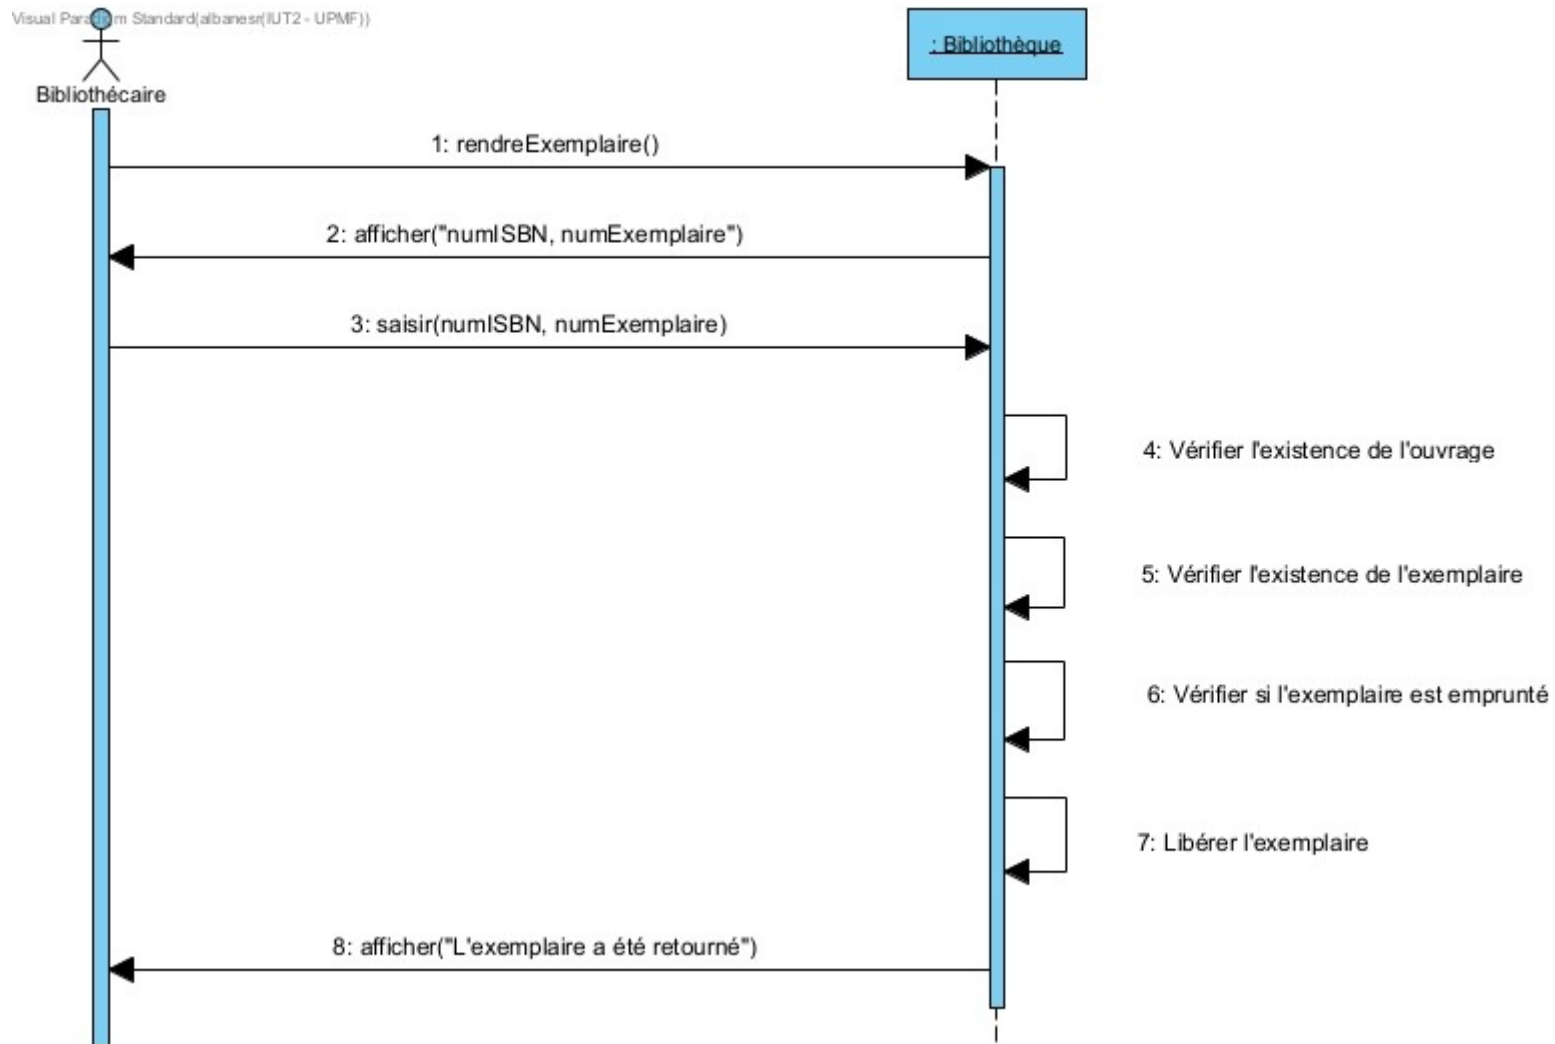 Visual Paradigm Standard(albanesr(IUT2 - UPMF))
Bibliothécaire
: Bibliothèque
1: rendreExemplaire()
2: afficher("numISBN, numExemplaire")
3: saisir(numISBN, numExemplaire)
4: Vérifier l'existence de l'ouvrage
5: Vérifier l'existence de l'exemplaire
6: Vérifier si l'exemplaire est emprunté
7: Libérer l'exemplaire
8: afficher("L'exemplaire a été retourné")